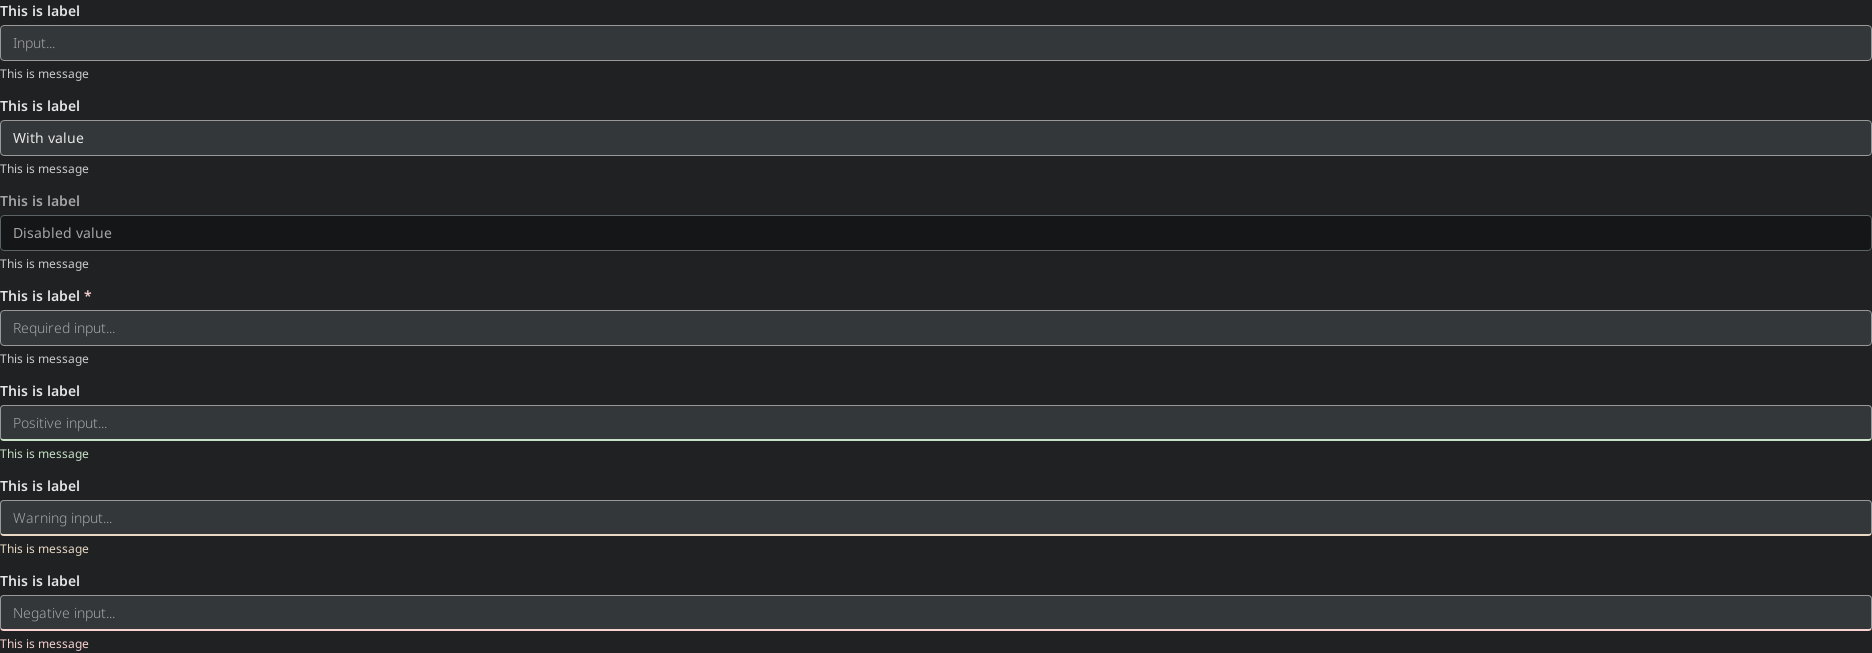 This is label
Input...
This is message
This is label
With value
This is message
This is label
Disabled value
This is message
This is label *
Required input...
This is message
This is label
Positive input...
This is message
This is label
Warning input...
This is message
This is label
Negative input...
This is message